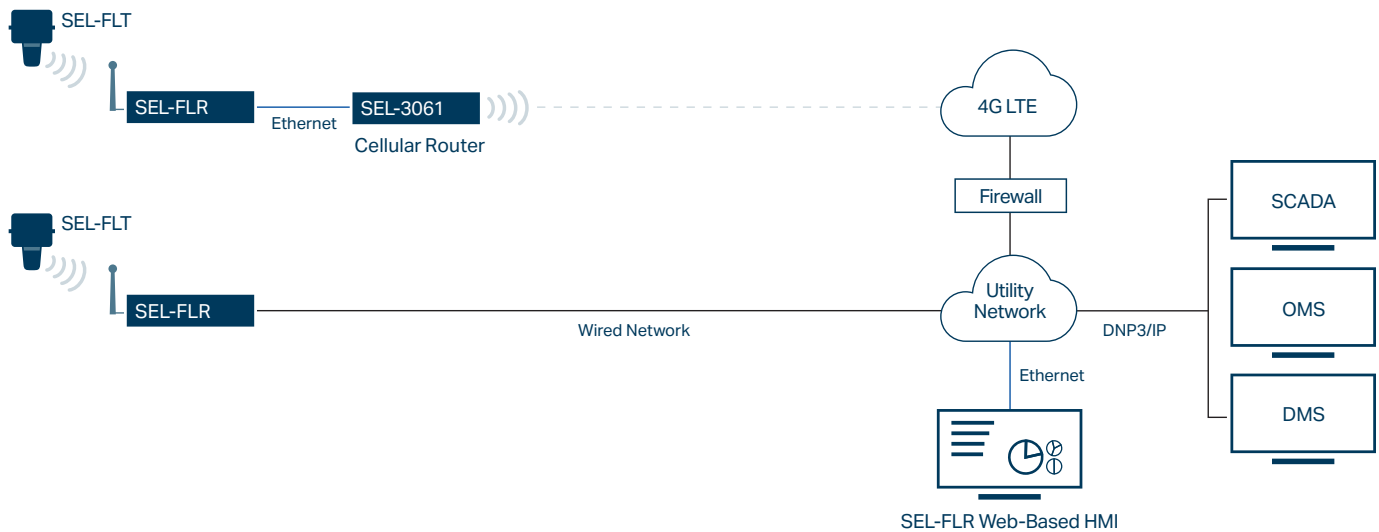 SEL-FLT
SEL-FLR
Ethernet
SEL-3061
Cellular Router
4G LTE
Firewall
SEL-FLT
SEL-FLR
Wired Network
Utility
Network
DNP3/IP
SCADA
OMS
DMS
Ethernet
SEL-FLR Web-Based HMI